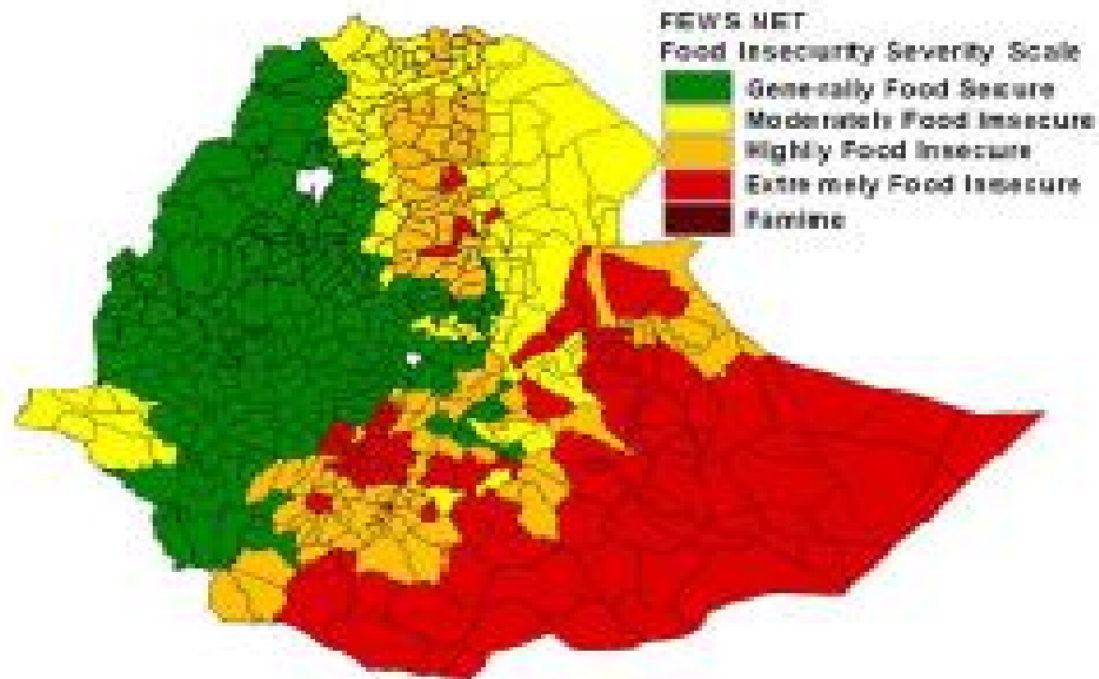 FEWS NET
Food Insecurity Severity Scale
Generally Food Secure
Moderately Food Insecure
Highly Food Insecure
Extremely Food Insecure
Famine